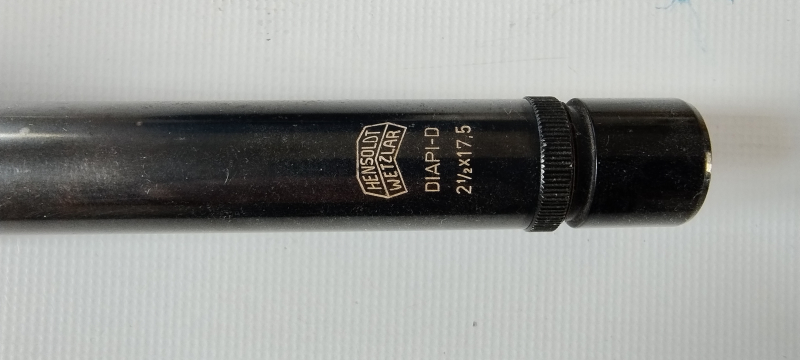 HENSOLDT
WETZLAR
DIAPI-D
2½x17,5